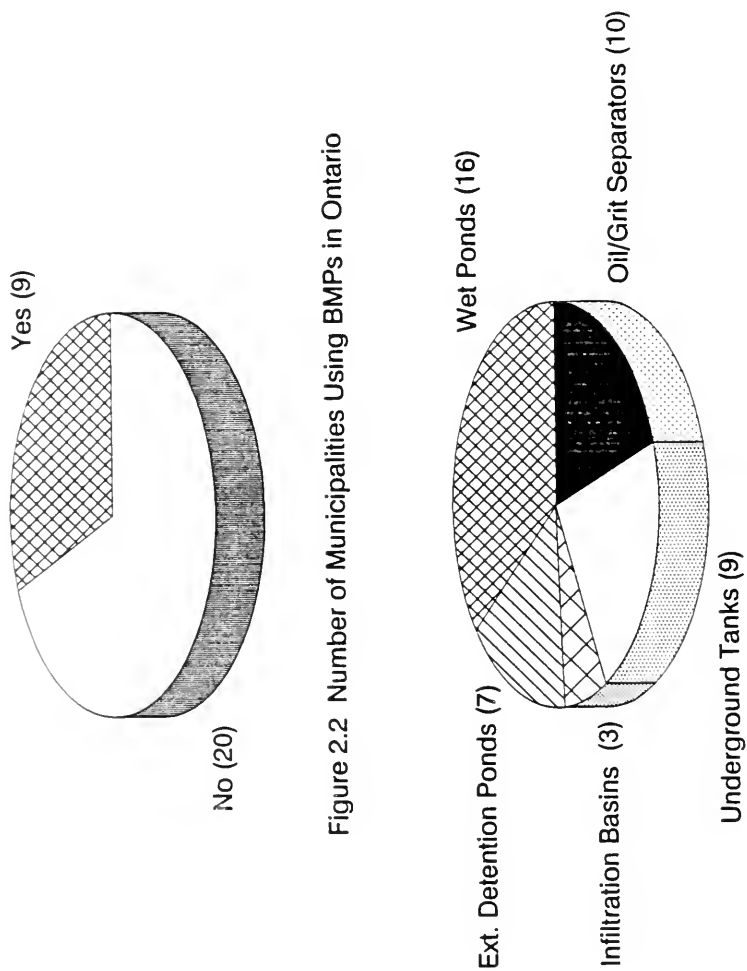 Yes (9)
No (20)
Figure 2.2 Number of Municipalities Using BMPs in Ontario
Wet Ponds (16)
Ext. Detention Ponds (7)
Oil/Grit Separators (10)
Infiltration Basins (3)
Underground Tanks (9)